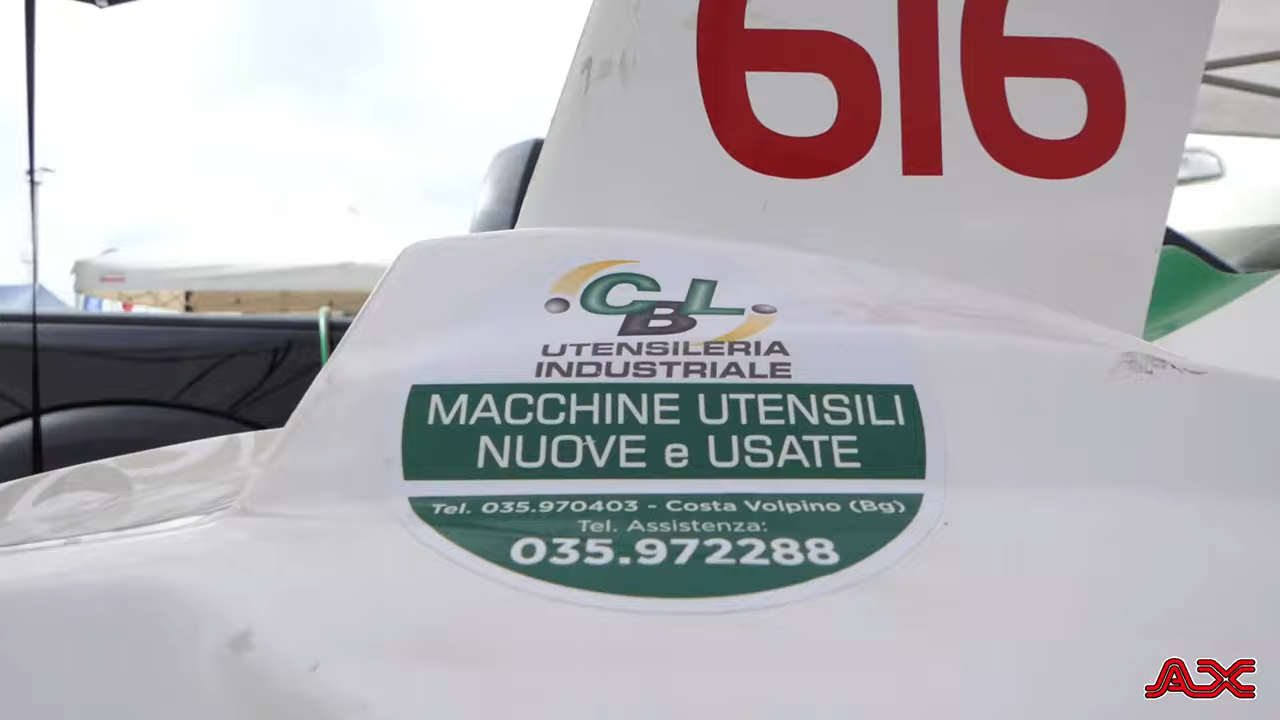 616
CBL
UTENSILERIA
INDUSTRIALE
MACCHINE UTENSILI
NUOVE e USATE
Tel. 035.970403 - Costa Volpino (Bg)
Tel. Assistenza:
035.972288
AX